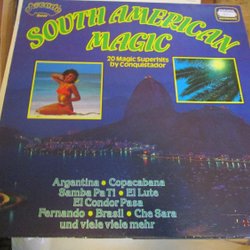 SOUTH AMERICAN
MAGIC
20 Magic Superhits
by Conquistador
Argentina • Copacabana
Samba Pa Ti • El Lute
El Condor Pasa
Fernando • Brasil • Che Sara
und viele viele mehr